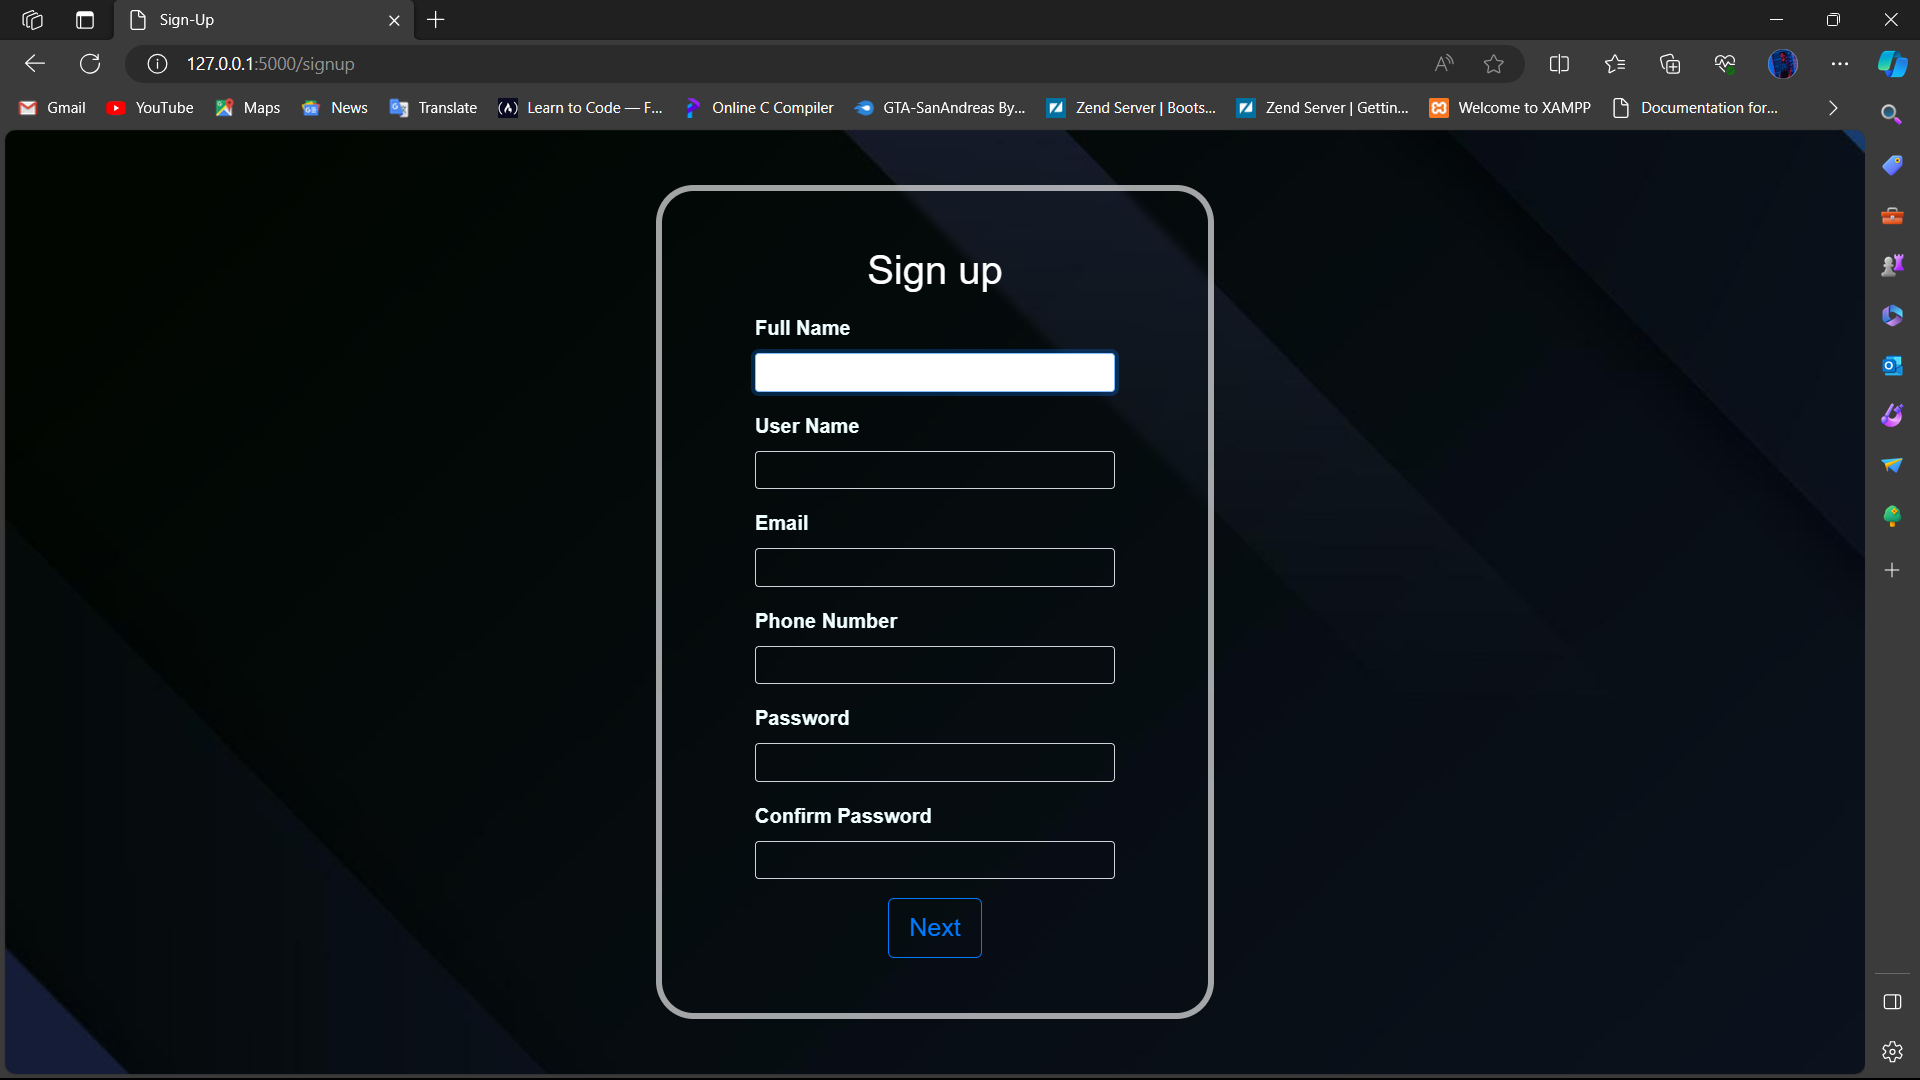 Sign-Up
127.0.0.1:5000/signup
Gmail YouTube Maps News Translate Learn to Code — F... Online C Compiler GTA-SanAndreas By... Zend Server | Boots... Zend Server | Gettin... Welcome to XAMPP Documentation for...
Sign up
Full Name
User Name
Email
Phone Number
Password
Confirm Password
Next